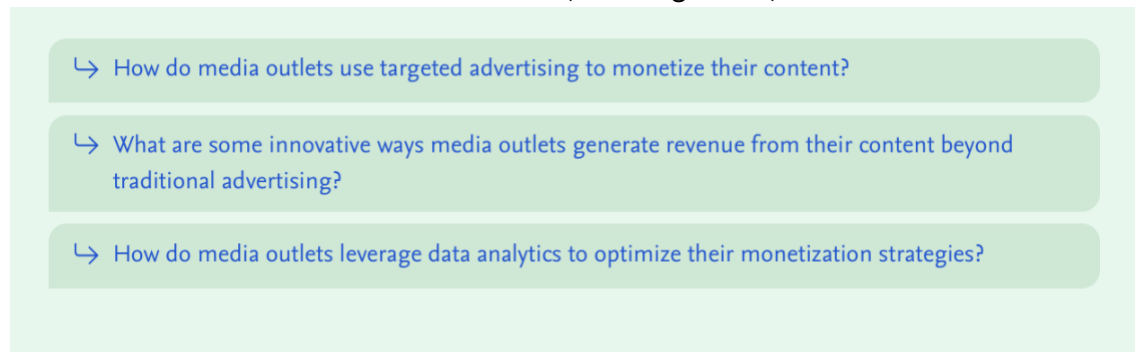 ↳ How do media outlets use targeted advertising to monetize their content?
↳ What are some innovative ways media outlets generate revenue from their content beyond
traditional advertising?
↳ How do media outlets leverage data analytics to optimize their monetization strategies?